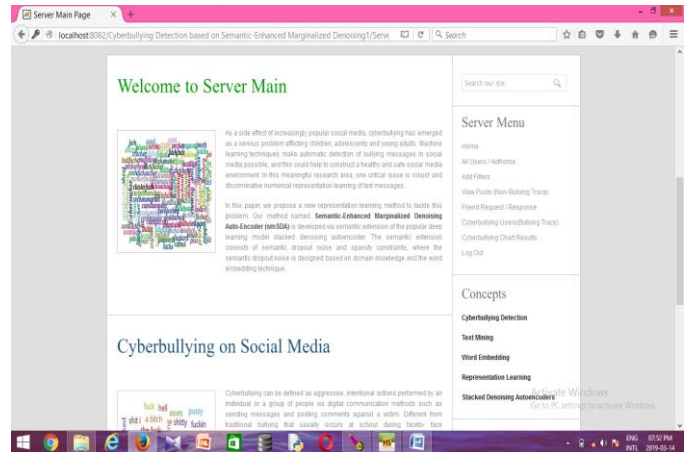 Server Main Page
localhost:8082/Cyberbullying Detection based on Semantic-Enhanced Marginalized Denoising1/Serve
Search
Welcome to Server Main
As a side effect of increasingly popular social media, cyberbullying has emerged
as a serious problem afflicting children, adolescents and young adults. Machine
learning techniques make automatic detection of bullying messages in social
media possible, and this could help to construct a healthy and safe social media
environment. In this meaningful research area, one critical issue is robust and
discriminative numerical representation learning of text messages.
In this paper, we propose a new representation learning method to tackle this
problem. Our method named Semantic-Enhanced Marginalized Denoising
Auto-Encoder (smSDA) is developed via semantic extension of the popular deep
learning model stacked denoising autoencoder. The semantic extension
consists of semantic dropout noise and sparsity constraints, where the
semantic dropout noise is designed based on domain knowledge and the word
embedding technique.
Cyberbullying on Social Media
fuck hell asses pussy
shit i a bitch shitty fuckin
Cyberbullying can be defined as aggressive, intentional actions performed by an
individual or a group of people via digital communication methods such as
sending messages and posting comments against a victim. Different from
traditional bullying that usually occurs at school during faceto- face
Search our site:
Server Menu
Home
All Users / Authorize
Add Filters
View Posts (Non-Bullying Trace)
Friend Request / Response
Cyberbullying Users(Bullying Trace)
Cyberbullying Chart Results
Log Out
Concepts
Cyberbullying Detection
Text Mining
Word Embedding
Representation Learning
Stacked Denoising Autoencoders
Activate Windows
Go to PC settings to activate Windows.
ENG 07:52 PM
INTL 2019-03-14